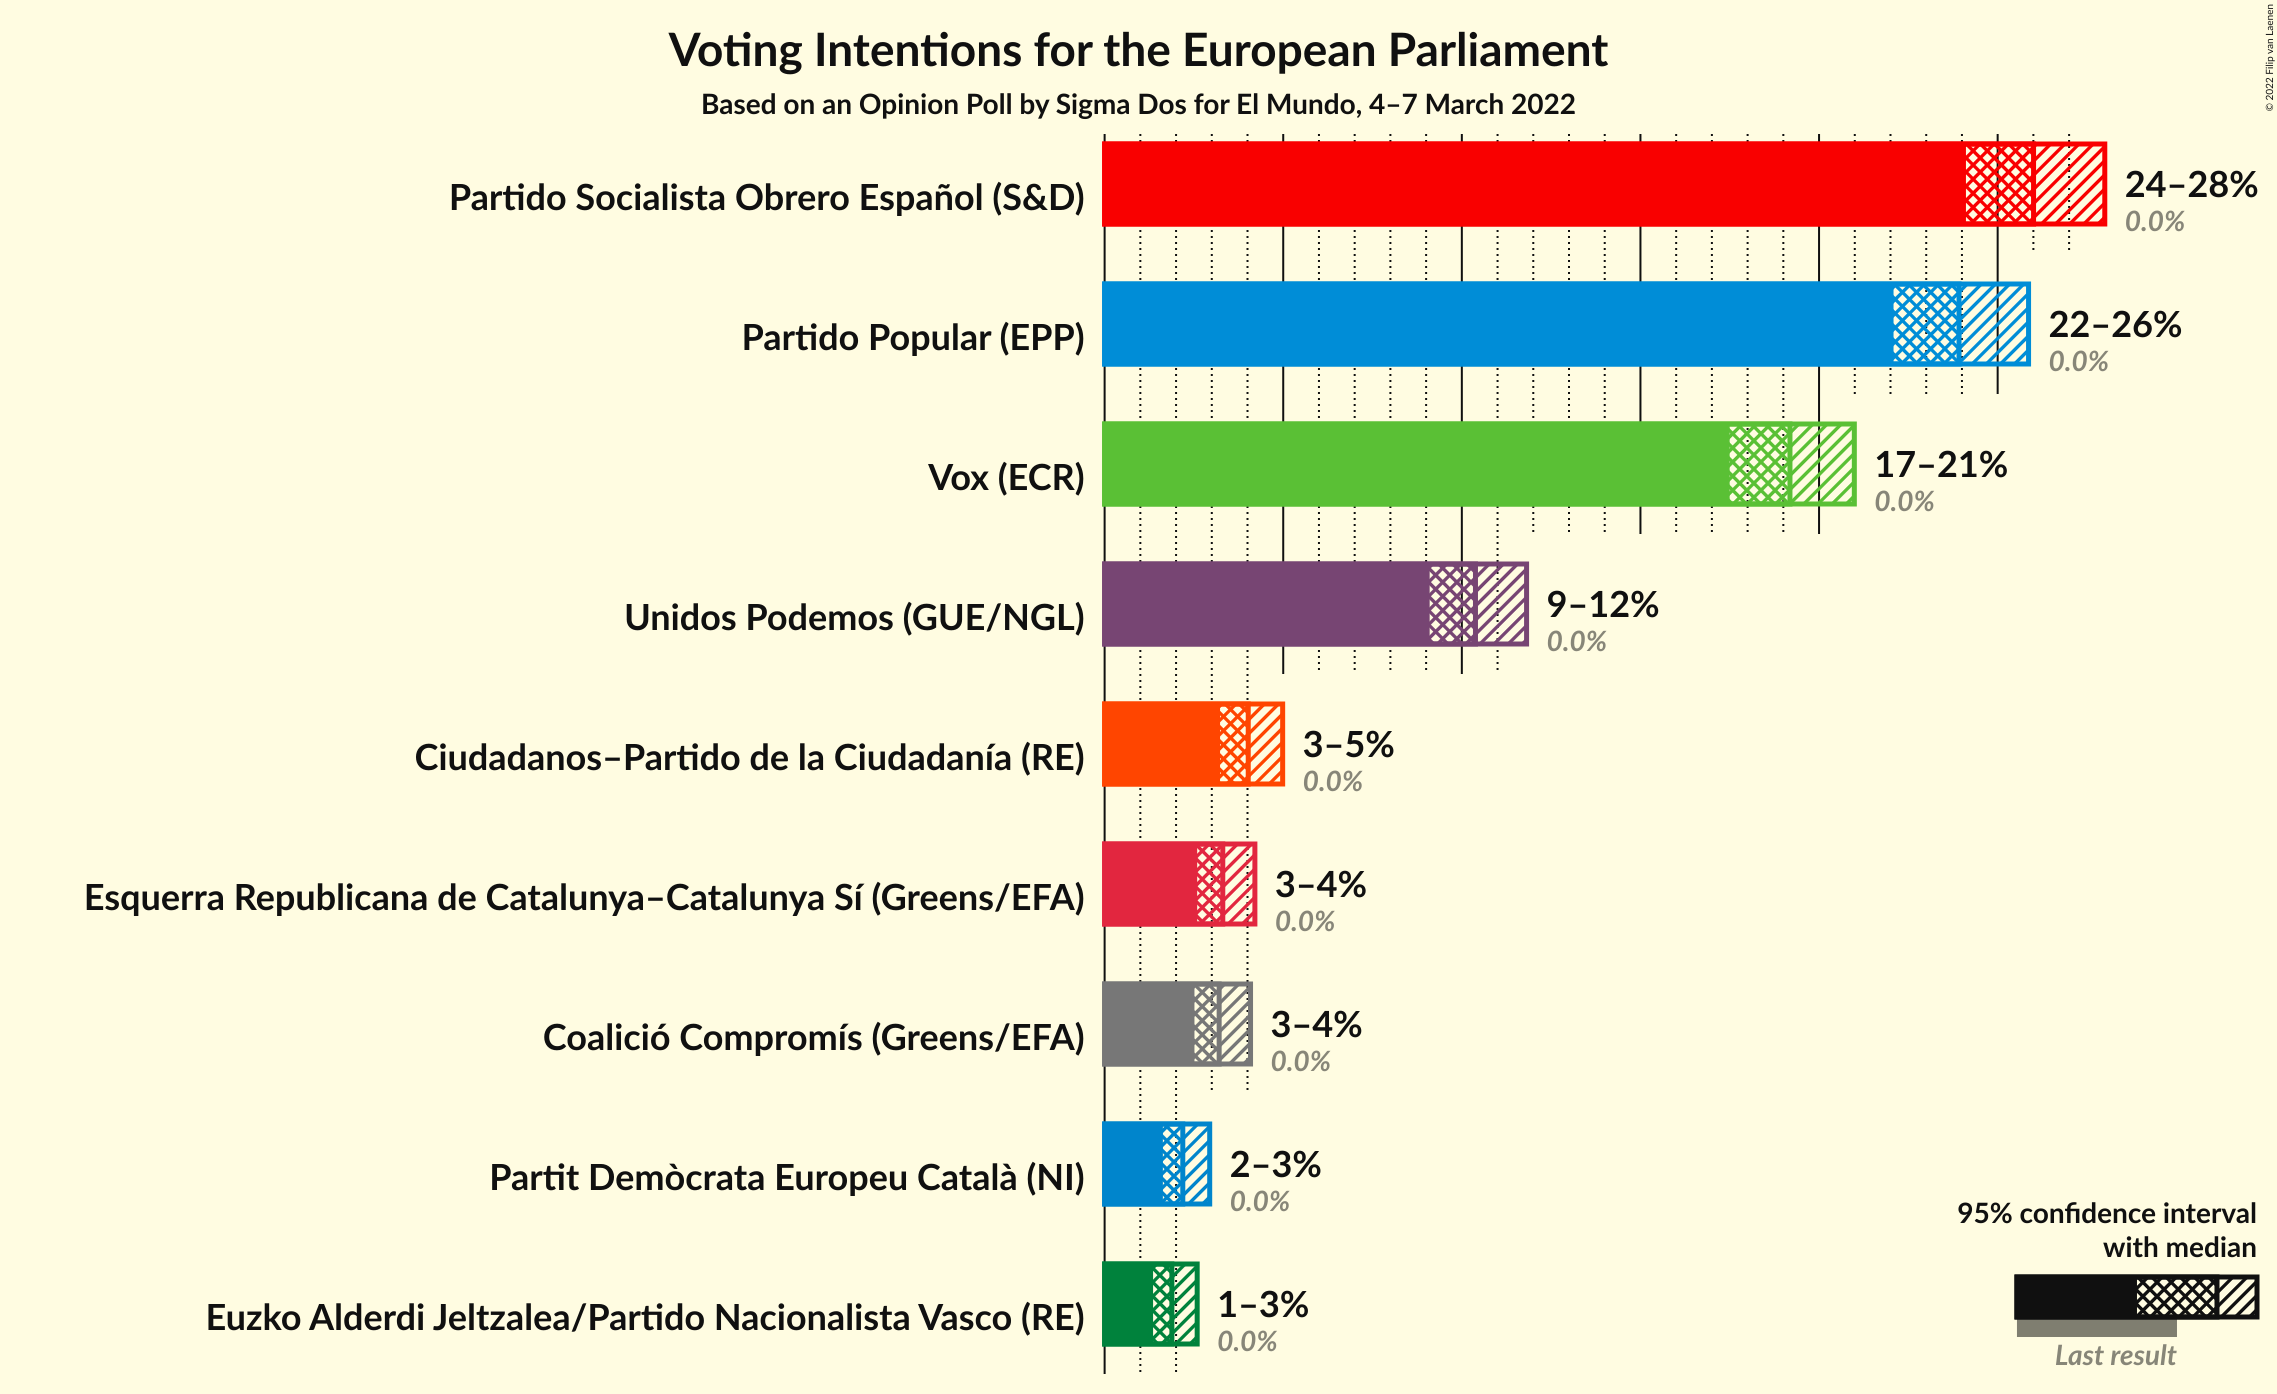 Voting Intentions for the European Parliament
Based on an Opinion Poll by Sigma Dos for El Mundo, 4–7 March 2022
© 2022 Filip van Laenen
Partido Socialista Obrero Español (S&D)
24–28%
0.0%
Partido Popular (EPP)
22–26%
0.0%
Vox (ECR)
17–21%
0.0%
Unidos Podemos (GUE/NGL)
9–12%
0.0%
Ciudadanos–Partido de la Ciudadanía (RE)
3–5%
0.0%
Esquerra Republicana de Catalunya–Catalunya Sí (Greens/EFA)
3–4%
0.0%
Coalició Compromís (Greens/EFA)
3–4%
0.0%
Partit Demòcrata Europeu Català (NI)
2–3%
0.0%
Euzko Alderdi Jeltzalea/Partido Nacionalista Vasco (RE)
1–3%
0.0%
95% confidence interval
with median
Last result